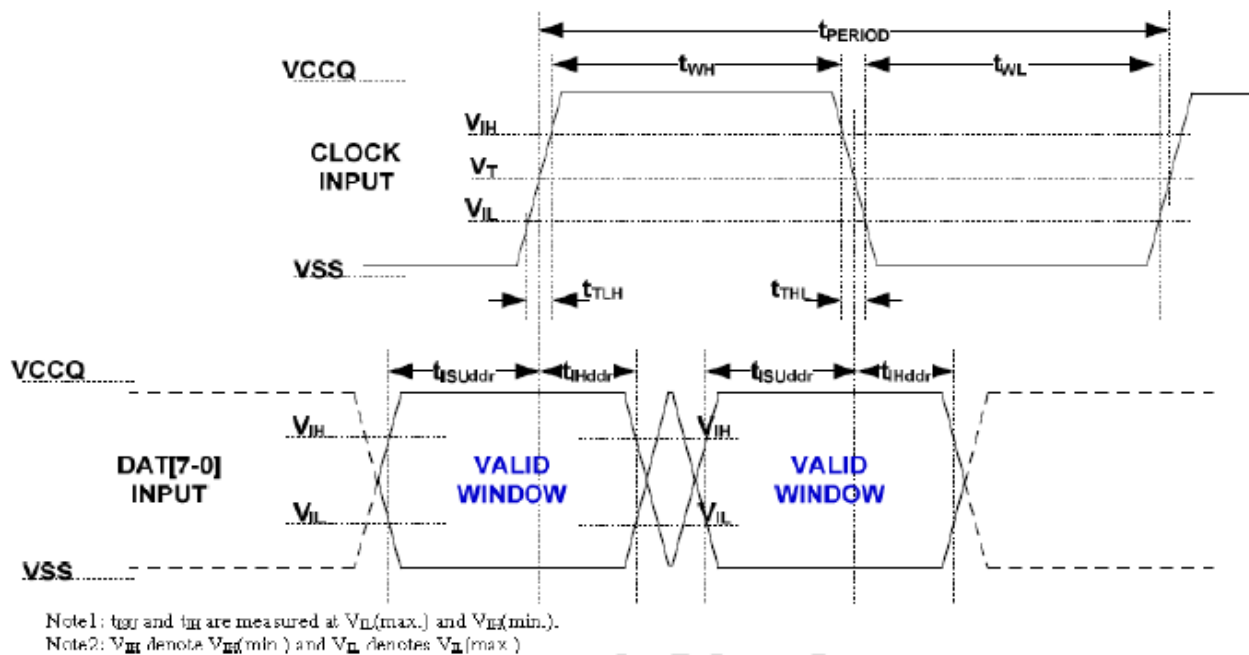 tPERIOD
VCCQ
tWH
tWL
VIH
CLOCK
INPUT
VT
VIL
VSS
tTLH
tTHL
VCCQ
tISUddr
tIHddr
tISUddr
tIHddr
VIH
VIH
DAT[7-0]
INPUT
VALID
WINDOW
VALID
WINDOW
VIL
VIL
VSS
Note1: tISU and tIH are measured at VIL(max.) and VIH(min.).
Note2: VIH denote VIH(min.) and VIL denotes VIL(max.)